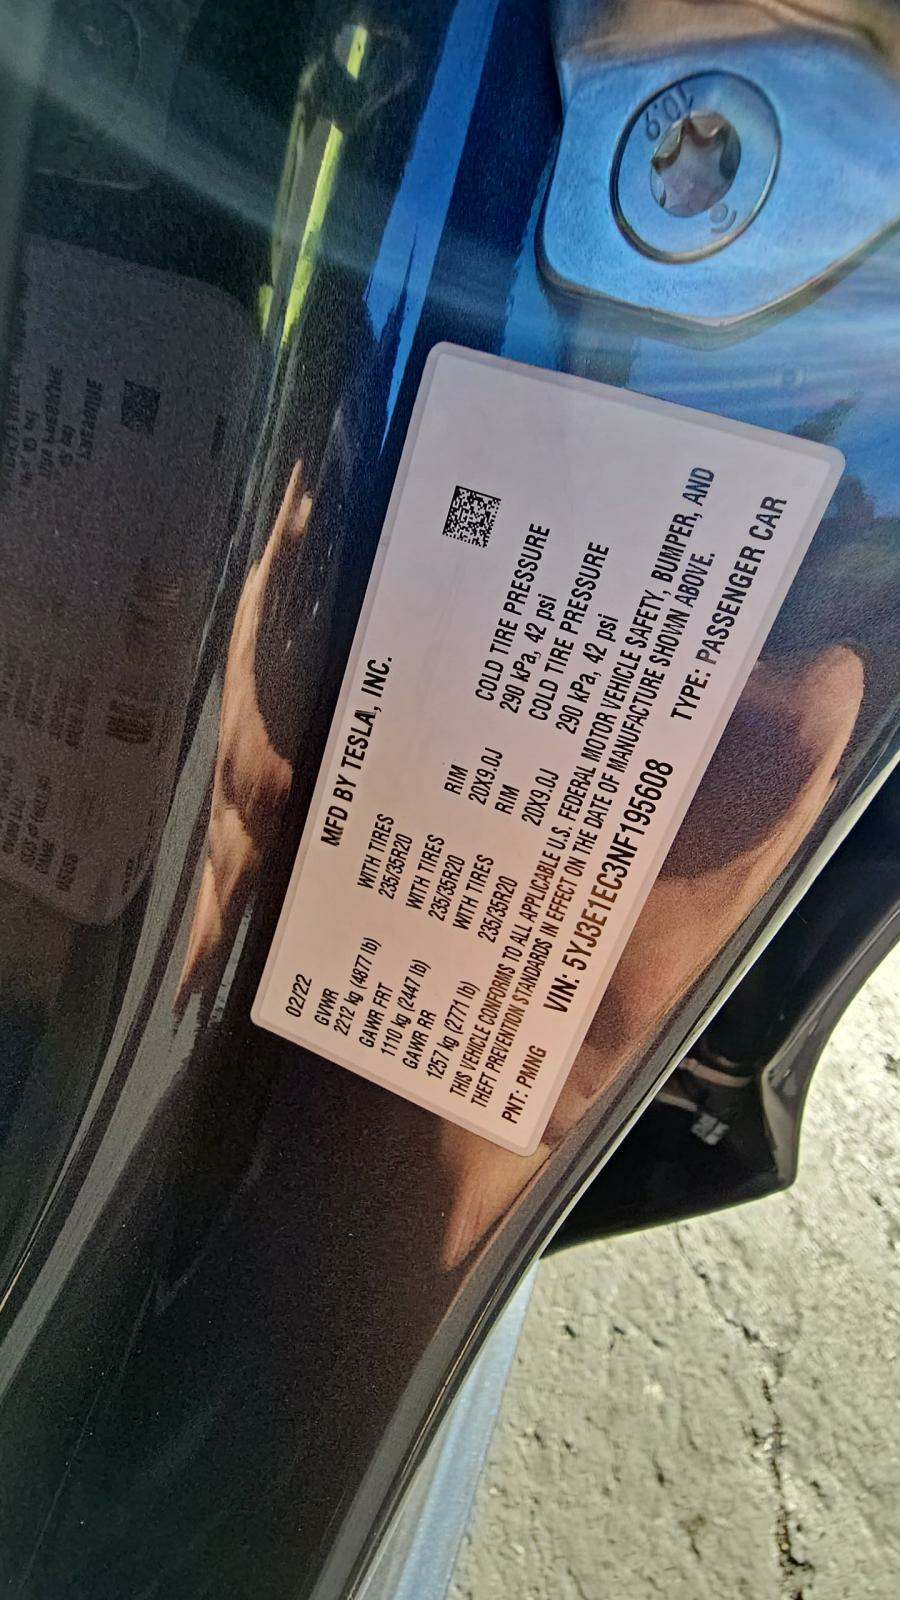 10.9
MFD BY TESLA, INC.
02/22
GVWR
2212 kg (4877 lb)
GAWR FRT WITH TIRES RIM COLD TIRE PRESSURE
1110 kg (2447 lb) 235/35R20 20X9.0J 290 kPa, 42 psi
GAWR RR WITH TIRES RIM COLD TIRE PRESSURE
1257 kg (2771 lb) 235/35R20 20X9.0J 290 kPa, 42 psi
WITH TIRES
235/35R20
THIS VEHICLE CONFORMS TO ALL APPLICABLE U.S. FEDERAL MOTOR VEHICLE SAFETY, BUMPER, AND
THEFT PREVENTION STANDARDS IN EFFECT ON THE DATE OF MANUFACTURE SHOWN ABOVE.
PNT: PMNG VIN: 5YJ3E1EC3NF195608 TYPE: PASSENGER CAR